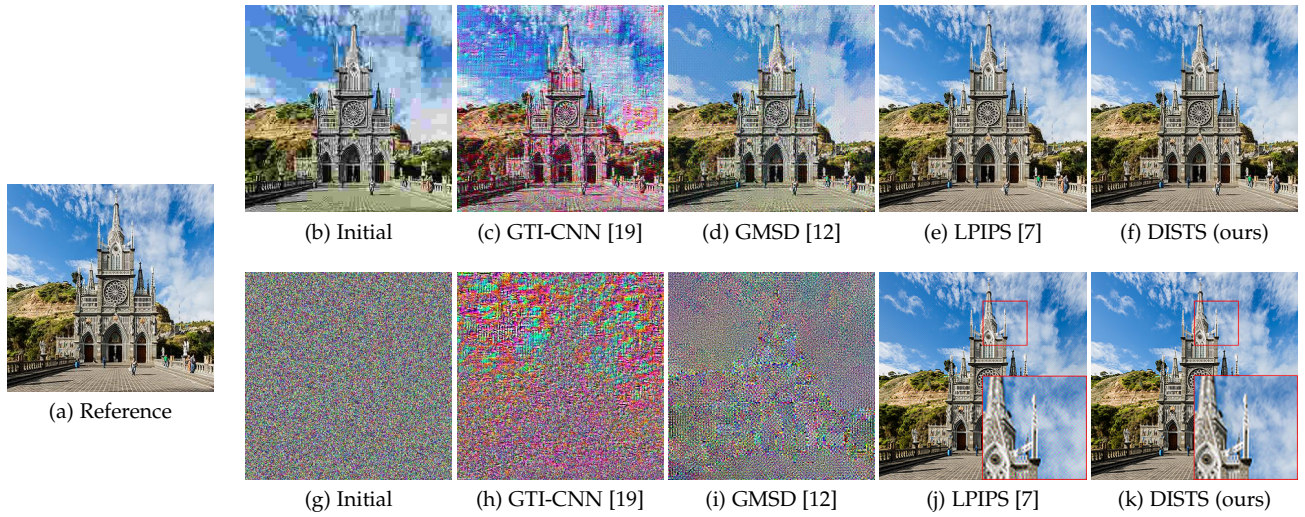 (b) Initial
(c) GTI-CNN [19]
(d) GMSD [12]
(e) LPIPS [7]
(f) DISTS (ours)
(a) Reference
(g) Initial
(h) GTI-CNN [19]
(i) GMSD [12]
(j) LPIPS [7]
(k) DISTS (ours)